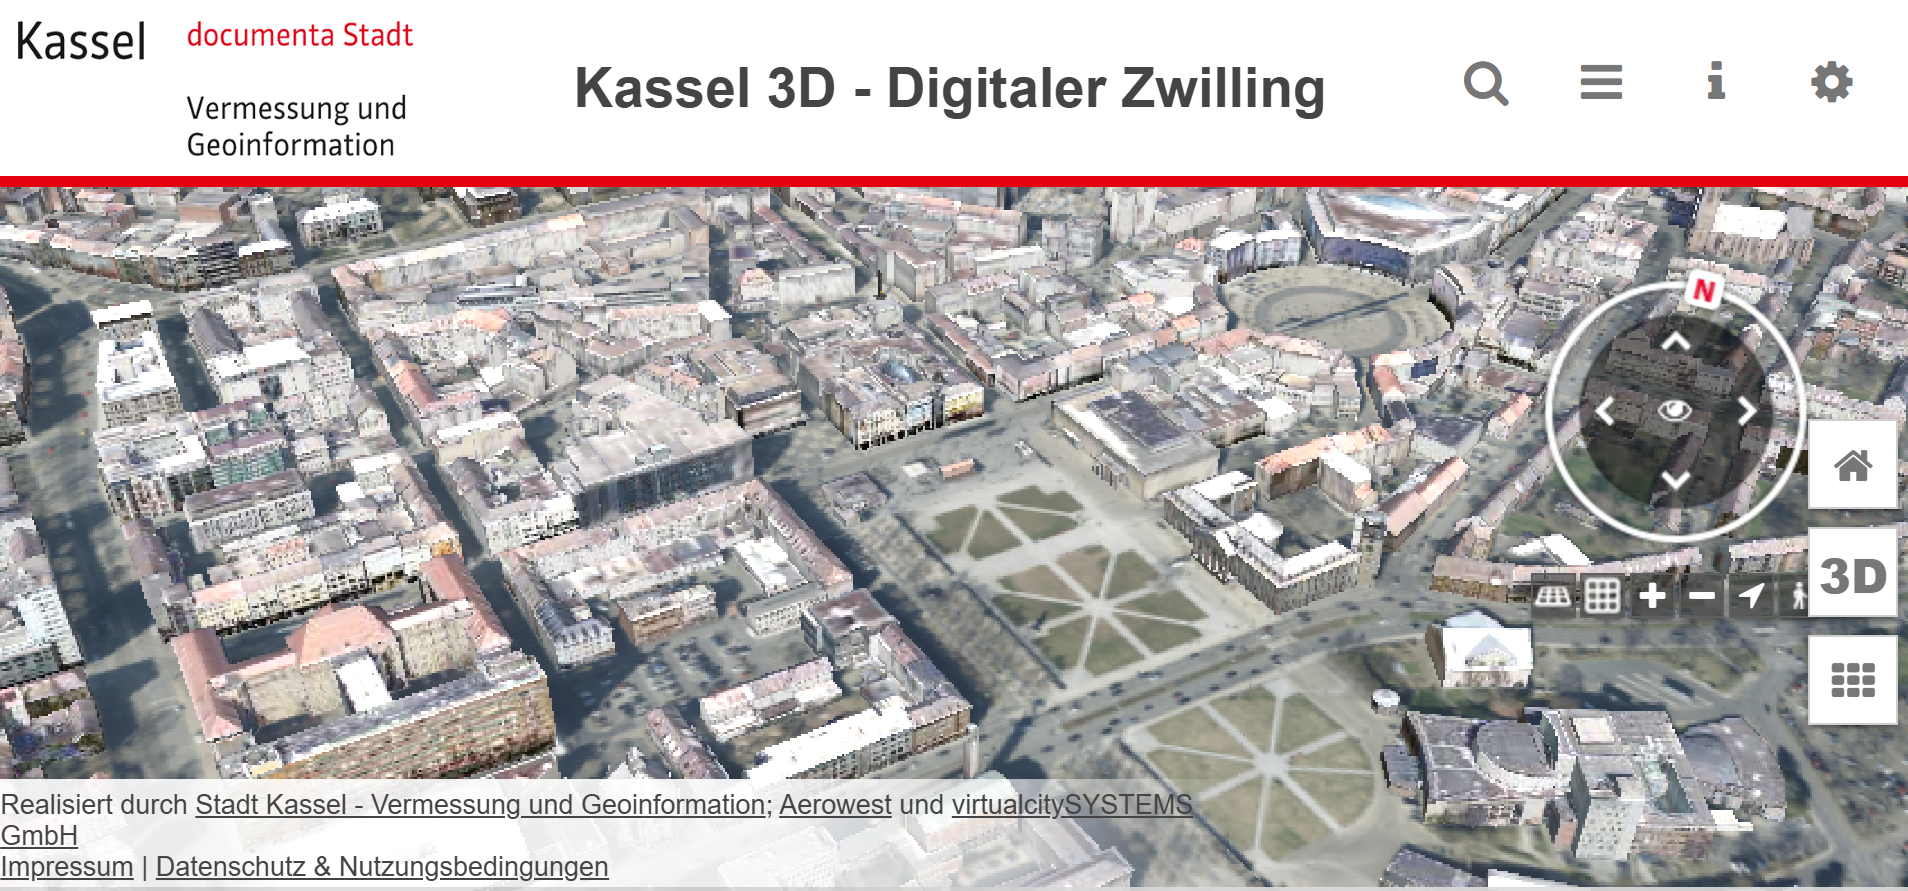 Kassel documenta Stadt
Vermessung und
Geoinformation
Kassel 3D - Digitaler Zwilling
N
3D
Realisiert durch Stadt Kassel - Vermessung und Geoinformation; Aerowest und virtualcitySYSTEMS
GmbH
Impressum | Datenschutz & Nutzungsbedingungen